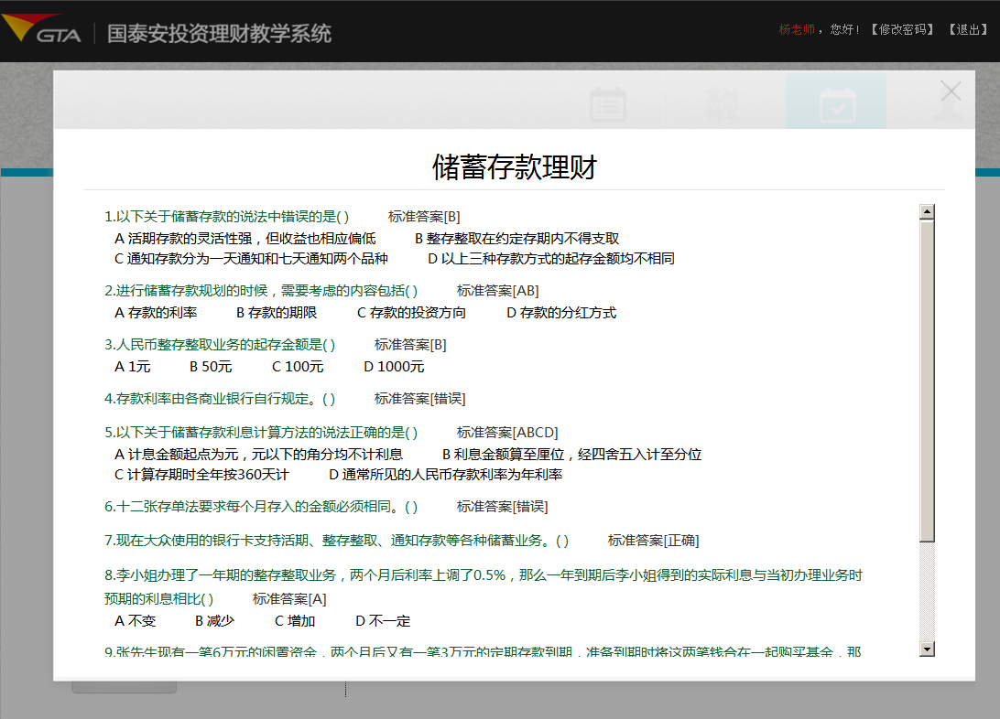 GTA 国泰安投资理财教学系统
杨老师，您好! 【修改密码】 【退出】
储蓄存款理财
1.以下关于储蓄存款的说法中错误的是( ) 标准答案[B]
A 活期存款的灵活性强，但收益也相应偏低 B 整存整取在约定存期内不得支取
C 通知存款分为一天通知和七天通知两个品种 D 以上三种存款方式的起存金额均不相同
2.进行储蓄存款规划的时候，需要考虑的内容包括( ) 标准答案[AB]
A 存款的利率 B 存款的期限 C 存款的投资方向 D 存款的分红方式
3.人民币整存整取业务的起存金额是( ) 标准答案[B]
A 1元 B 50元 C 100元 D 1000元
4.存款利率由各商业银行自行规定。( ) 标准答案[错误]
5.以下关于储蓄存款利息计算方法的说法正确的是( ) 标准答案[ABCD]
A 计息金额起点为元，元以下的角分均不计利息 B 利息金额算至厘位，经四舍五入计至分位
C 计算存期时全年按360天计 D 通常所见的人民币存款利率为年利率
6.十二张存单法要求每个月存入的金额必须相同。( ) 标准答案[错误]
7.现在大众使用的银行卡支持活期、整存整取、通知存款等各种储蓄业务。( ) 标准答案[正确]
8.李小姐办理了一年期的整存整取业务，两个月后利率上调了0.5%，那么一年到期后李小姐得到的实际利息与当初办理业务时
预期的利息相比( ) 标准答案[A]
A 不变 B 减少 C 增加 D 不一定
9.张先生现有一笔6万元的闲置资金，两个月后又有一笔3万元的定期存款到期，准备到期时将这两笔钱合在一起购买基金，那